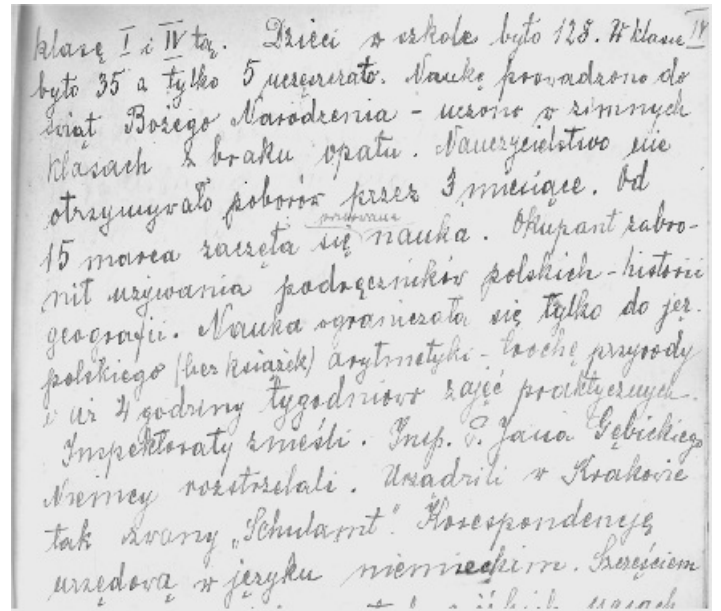 klasę I i IV tą. Dzieci w szkole było 128. W klasie IV
było 35 a tylko 5 uczęszczało. Naukę prowadzono do
świąt Bożego Narodzenia - uczono w zimnych
klasach z braku opału. Nauczycielstwo nie
otrzymywało poborów przez 3 miesiące. Od
15 marca zaczęła się nauka. Okupant zabro-
nił używania podręczników polskich - historii
geografii. Nauka ograniczała się tylko do jęz.
polskiego (bez książek) arytmetyki - trochę przyrody
i aż 4 godziny tygodniowo zajęć praktycznych.
Inspektoraty znieśli. Insp. Ś. Jana Gębickiego
Niemcy rozstrzelali. Urządzili w Krakowie
tak zwany „Schulamt". Korespondencję
urzędową w języku niemieckim. Szczęściem